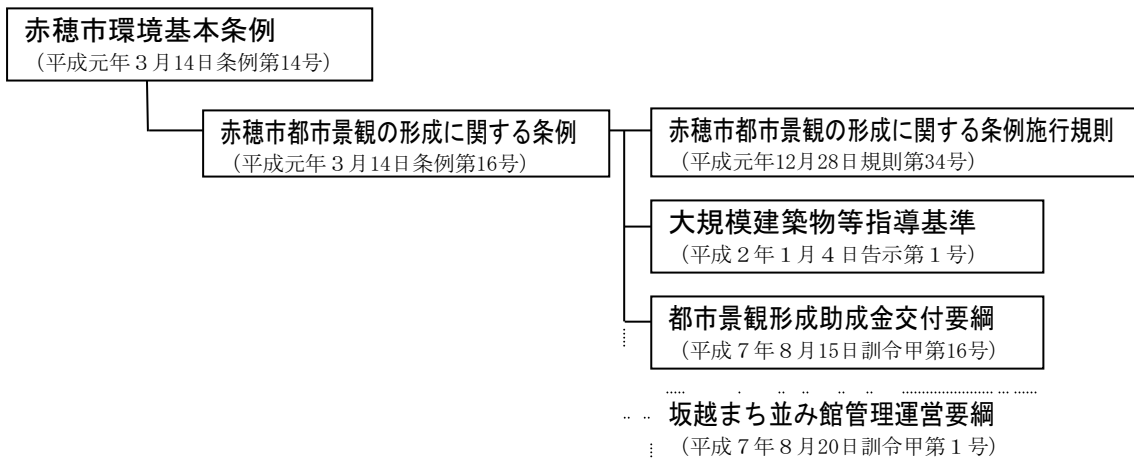 赤穂市環境基本条例
（平成元年３月14日条例第14号）
赤穂市都市景観の形成に関する条例
（平成元年３月14日条例第16号）
赤穂市都市景観の形成に関する条例施行規則
（平成元年12月28日規則第34号）
大規模建築物等指導基準
（平成２年１月４日告示第１号）
都市景観形成助成金交付要綱
（平成７年８月15日訓令甲第16号）
坂越まち並み館管理運営要綱
（平成７年８月20日訓令甲第１号）